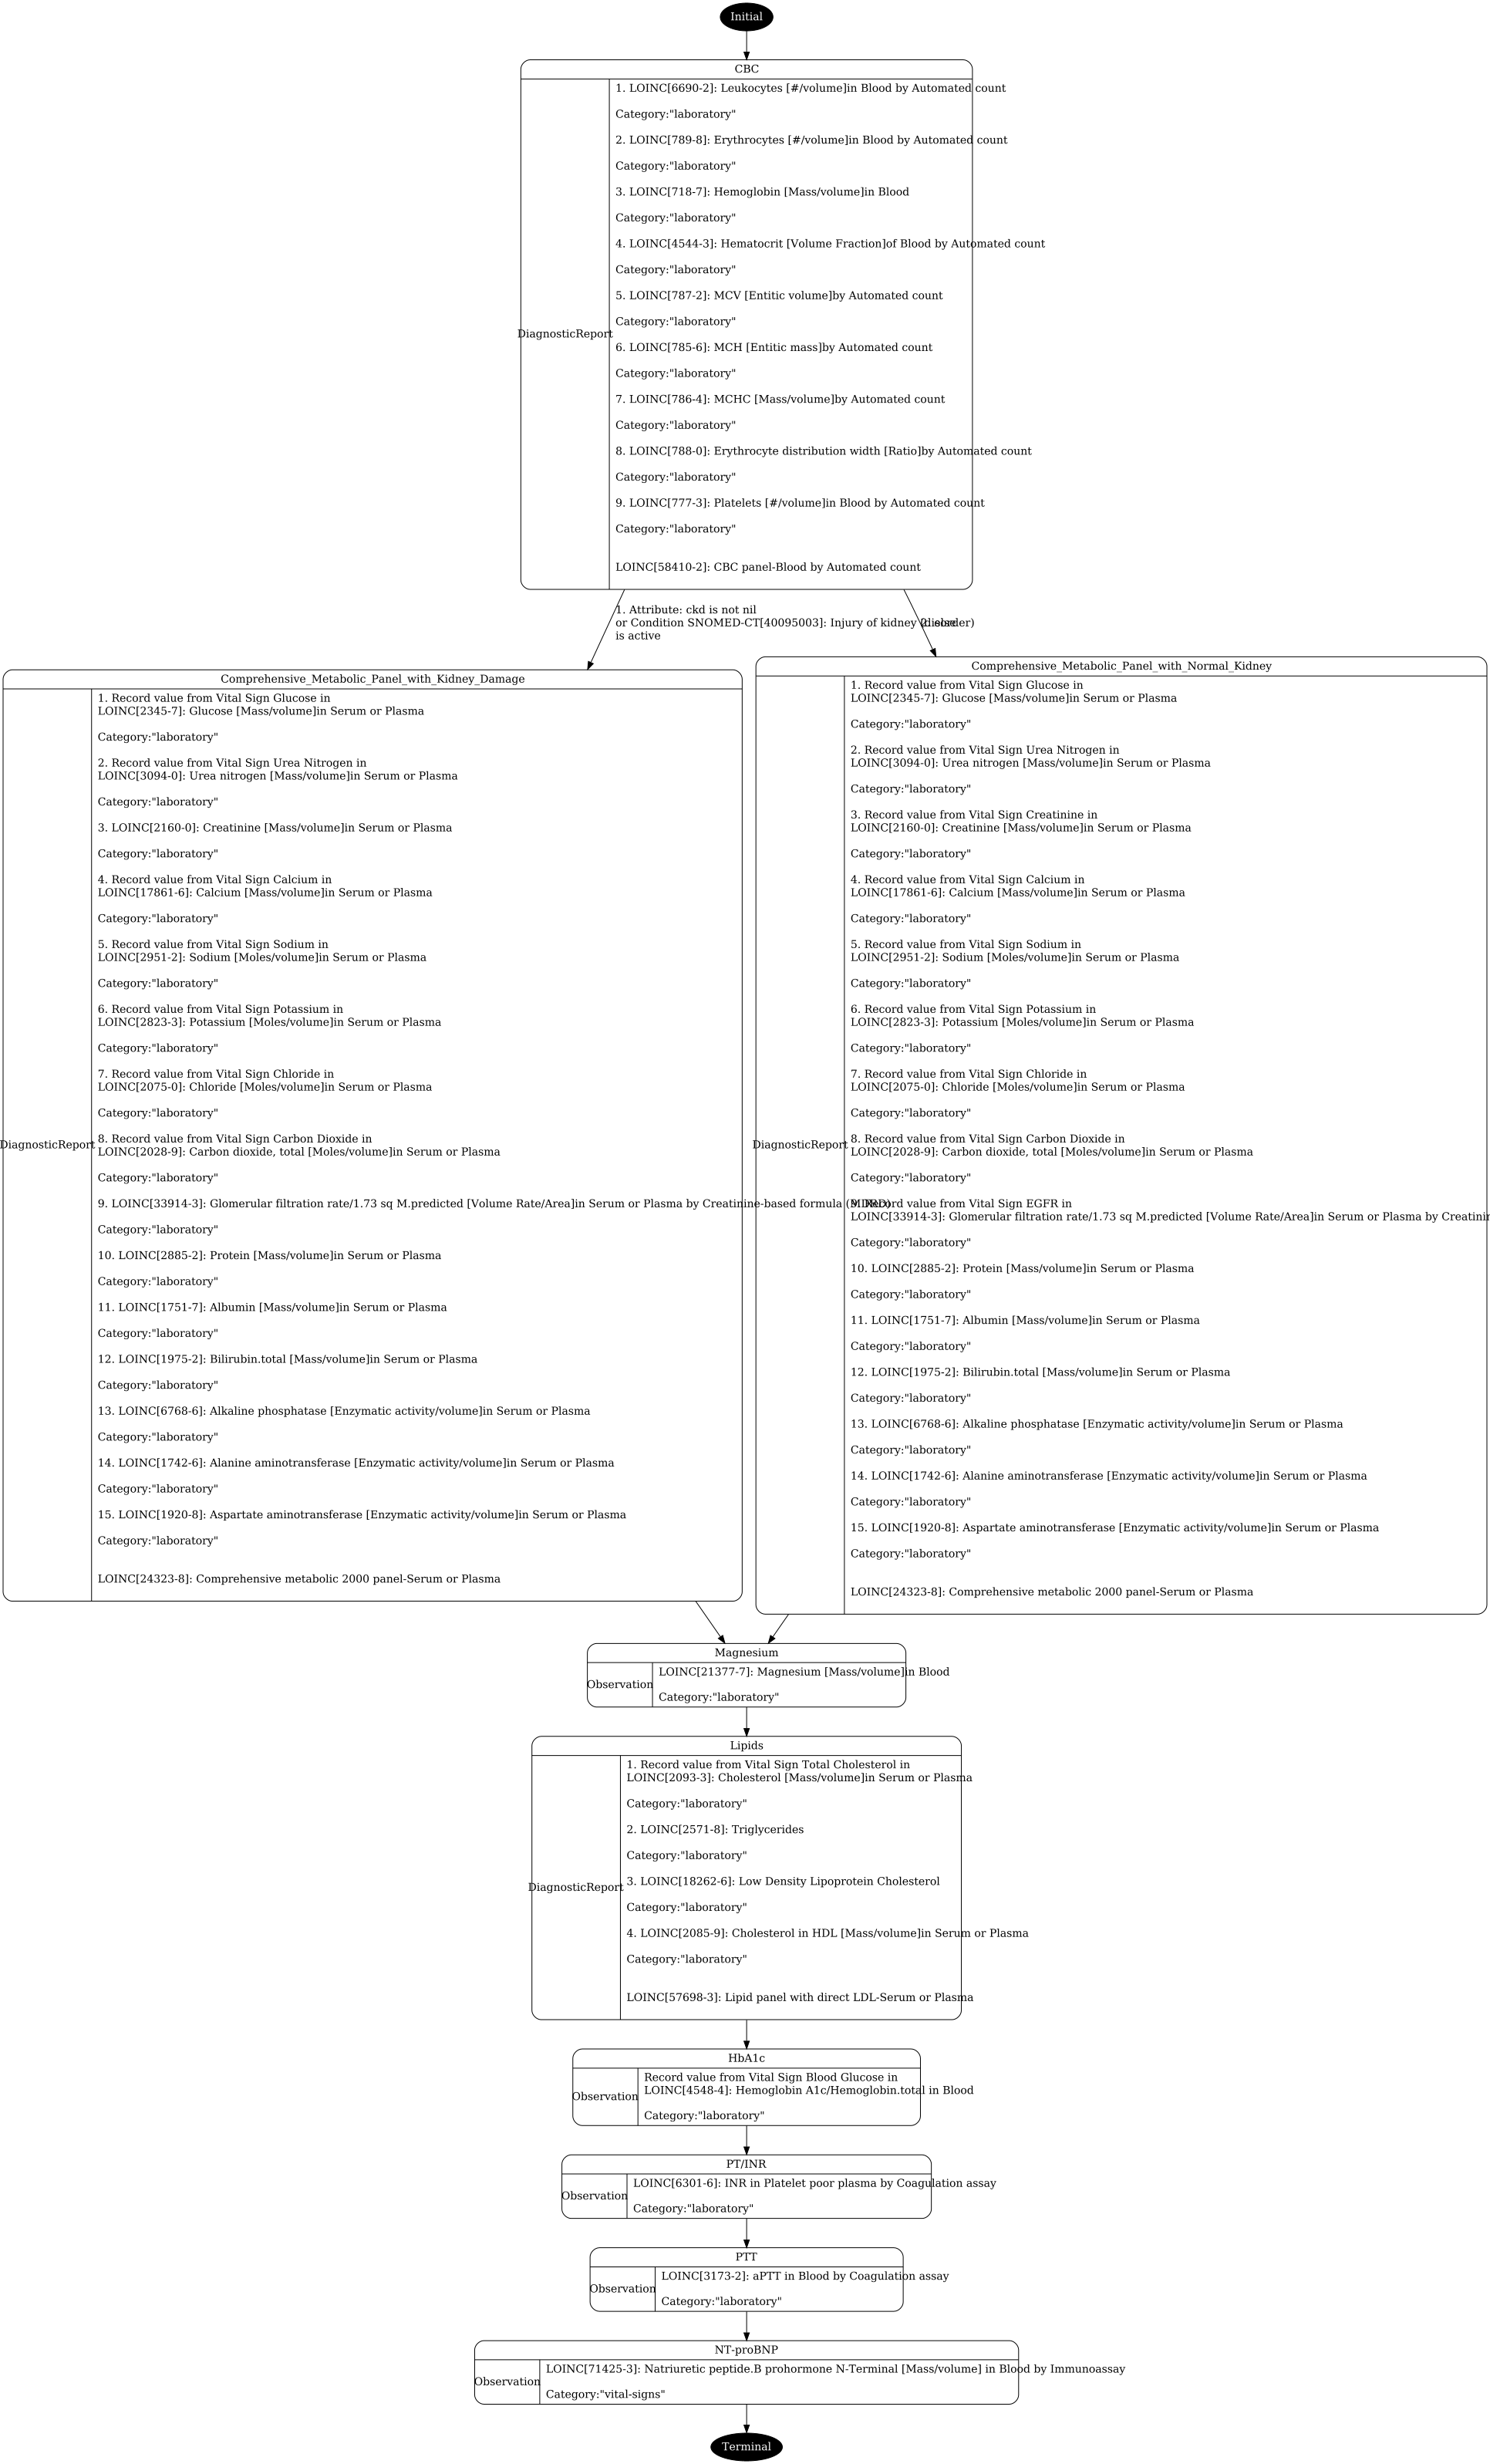 Initial
CBC
DiagnosticReport
1. LOINC[6690-2]: Leukocytes [#/volume]in Blood by Automated count
Category:"laboratory"
2. LOINC[789-8]: Erythrocytes [#/volume]in Blood by Automated count
Category:"laboratory"
3. LOINC[718-7]: Hemoglobin [Mass/volume]in Blood
Category:"laboratory"
4. LOINC[4544-3]: Hematocrit [Volume Fraction]of Blood by Automated count
Category:"laboratory"
5. LOINC[787-2]: MCV [Entitic volume]by Automated count
Category:"laboratory"
6. LOINC[785-6]: MCH [Entitic mass]by Automated count
Category:"laboratory"
7. LOINC[786-4]: MCHC [Mass/volume]by Automated count
Category:"laboratory"
8. LOINC[788-0]: Erythrocyte distribution width [Ratio]by Automated count
Category:"laboratory"
9. LOINC[777-3]: Platelets [#/volume]in Blood by Automated count
Category:"laboratory"
LOINC[58410-2]: CBC panel-Blood by Automated count
1. Attribute: ckd is not nil
or Condition SNOMED-CT[40095003]: Injury of kidney (disorder)
is active
2. else
Comprehensive_Metabolic_Panel_with_Kidney_Damage
DiagnosticReport
1. Record value from Vital Sign Glucose in
LOINC[2345-7]: Glucose [Mass/volume]in Serum or Plasma
Category:"laboratory"
2. Record value from Vital Sign Urea Nitrogen in
LOINC[3094-0]: Urea nitrogen [Mass/volume]in Serum or Plasma
Category:"laboratory"
3. LOINC[2160-0]: Creatinine [Mass/volume]in Serum or Plasma
Category:"laboratory"
4. Record value from Vital Sign Calcium in
LOINC[17861-6]: Calcium [Mass/volume]in Serum or Plasma
Category:"laboratory"
5. Record value from Vital Sign Sodium in
LOINC[2951-2]: Sodium [Moles/volume]in Serum or Plasma
Category:"laboratory"
6. Record value from Vital Sign Potassium in
LOINC[2823-3]: Potassium [Moles/volume]in Serum or Plasma
Category:"laboratory"
7. Record value from Vital Sign Chloride in
LOINC[2075-0]: Chloride [Moles/volume]in Serum or Plasma
Category:"laboratory"
8. Record value from Vital Sign Carbon Dioxide in
LOINC[2028-9]: Carbon dioxide, total [Moles/volume]in Serum or Plasma
Category:"laboratory"
9. LOINC[33914-3]: Glomerular filtration rate/1.73 sq M.predicted [Volume Rate/Area]in Serum or Plasma by Creatinine-based formula (MDRD)
Category:"laboratory"
10. LOINC[2885-2]: Protein [Mass/volume]in Serum or Plasma
Category:"laboratory"
11. LOINC[1751-7]: Albumin [Mass/volume]in Serum or Plasma
Category:"laboratory"
12. LOINC[1975-2]: Bilirubin.total [Mass/volume]in Serum or Plasma
Category:"laboratory"
13. LOINC[6768-6]: Alkaline phosphatase [Enzymatic activity/volume]in Serum or Plasma
Category:"laboratory"
14. LOINC[1742-6]: Alanine aminotransferase [Enzymatic activity/volume]in Serum or Plasma
Category:"laboratory"
15. LOINC[1920-8]: Aspartate aminotransferase [Enzymatic activity/volume]in Serum or Plasma
Category:"laboratory"
LOINC[24323-8]: Comprehensive metabolic 2000 panel-Serum or Plasma
Comprehensive_Metabolic_Panel_with_Normal_Kidney
DiagnosticReport
1. Record value from Vital Sign Glucose in
LOINC[2345-7]: Glucose [Mass/volume]in Serum or Plasma
Category:"laboratory"
2. Record value from Vital Sign Urea Nitrogen in
LOINC[3094-0]: Urea nitrogen [Mass/volume]in Serum or Plasma
Category:"laboratory"
3. Record value from Vital Sign Creatinine in
LOINC[2160-0]: Creatinine [Mass/volume]in Serum or Plasma
Category:"laboratory"
4. Record value from Vital Sign Calcium in
LOINC[17861-6]: Calcium [Mass/volume]in Serum or Plasma
Category:"laboratory"
5. Record value from Vital Sign Sodium in
LOINC[2951-2]: Sodium [Moles/volume]in Serum or Plasma
Category:"laboratory"
6. Record value from Vital Sign Potassium in
LOINC[2823-3]: Potassium [Moles/volume]in Serum or Plasma
Category:"laboratory"
7. Record value from Vital Sign Chloride in
LOINC[2075-0]: Chloride [Moles/volume]in Serum or Plasma
Category:"laboratory"
8. Record value from Vital Sign Carbon Dioxide in
LOINC[2028-9]: Carbon dioxide, total [Moles/volume]in Serum or Plasma
Category:"laboratory"
9. Record value from Vital Sign EGFR in
LOINC[33914-3]: Glomerular filtration rate/1.73 sq M.predicted [Volume Rate/Area]in Serum or Plasma by
Category:"laboratory"
10. LOINC[2885-2]: Protein [Mass/volume]in Serum or Plasma
Category:"laboratory"
11. LOINC[1751-7]: Albumin [Mass/volume]in Serum or Plasma
Category:"laboratory"
12. LOINC[1975-2]: Bilirubin.total [Mass/volume]in Serum or Plasma
Category:"laboratory"
13. LOINC[6768-6]: Alkaline phosphatase [Enzymatic activity/volume]in Serum or Plasma
Category:"laboratory"
14. LOINC[1742-6]: Alanine aminotransferase [Enzymatic activity/volume]in Serum or Plasma
Category:"laboratory"
15. LOINC[1920-8]: Aspartate aminotransferase [Enzymatic activity/volume]in Serum or Plasma
Category:"laboratory"
LOINC[24323-8]: Comprehensive metabolic 2000 panel-Serum or Plasma
Magnesium
Observation
LOINC[21377-7]: Magnesium [Mass/volume]in Blood
Category:"laboratory"
Lipids
DiagnosticReport
1. Record value from Vital Sign Total Cholesterol in
LOINC[2093-3]: Cholesterol [Mass/volume]in Serum or Plasma
Category:"laboratory"
2. LOINC[2571-8]: Triglycerides
Category:"laboratory"
3. LOINC[18262-6]: Low Density Lipoprotein Cholesterol
Category:"laboratory"
4. LOINC[2085-9]: Cholesterol in HDL [Mass/volume]in Serum or Plasma
Category:"laboratory"
LOINC[57698-3]: Lipid panel with direct LDL-Serum or Plasma
HbA1c
Observation
Record value from Vital Sign Blood Glucose in
LOINC[4548-4]: Hemoglobin A1c/Hemoglobin.total in Blood
Category:"laboratory"
PT/INR
Observation
LOINC[6301-6]: INR in Platelet poor plasma by Coagulation assay
Category:"laboratory"
PTT
Observation
LOINC[3173-2]: aPTT in Blood by Coagulation assay
Category:"laboratory"
NT-proBNP
Observation
LOINC[71425-3]: Natriuretic peptide.B prohormone N-Terminal [Mass/volume] in Blood by Immunoassay
Category:"vital-signs"
Terminal